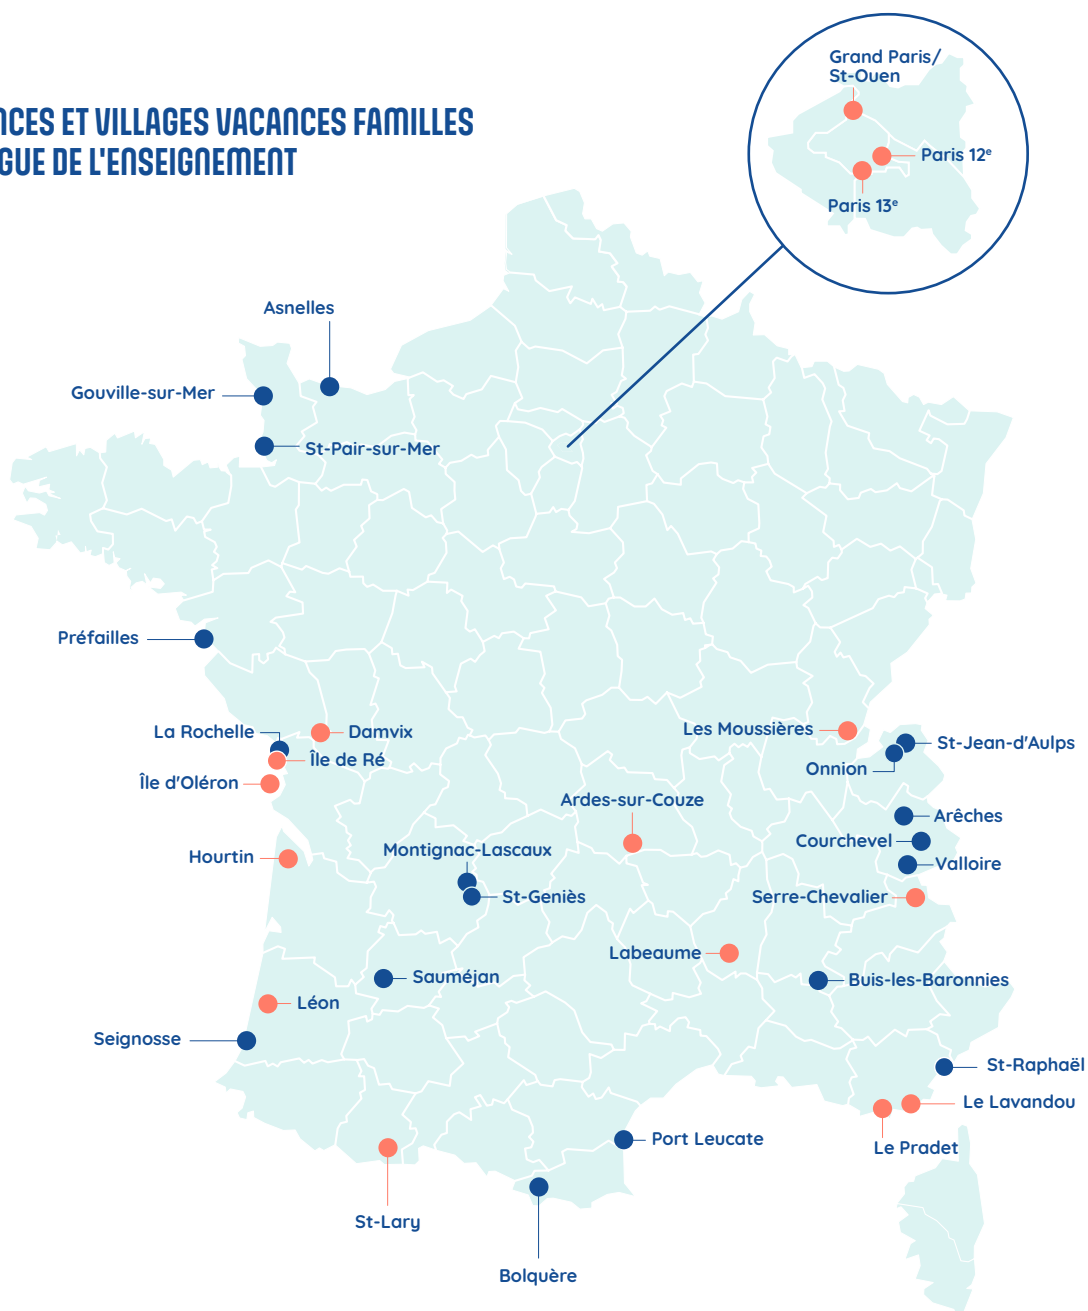 Grand Paris/
St-Ouen
NCES ET VILLAGES VACANCES FAMILLES
GUE DE L'ENSEIGNEMENT
Paris 12e
Paris 13e
Asnelles
Gouville-sur-Mer
St-Pair-sur-Mer
Préfailles
La Rochelle
Damvix
Les Moussières
St-Jean-d'Aulps
Île de Ré
Onnion
Île d'Oléron
Ardes-sur-Couze
Arêches
Courchevel
Montignac-Lascaux
Hourtin
Valloire
St-Geniès
Serre-Chevalier
Labeaume
Sauméjan
Buis-les-Baronnies
Léon
Seignosse
St-Raphaël
Le Lavandou
Port Leucate
Le Pradet
St-Lary
Bolquère